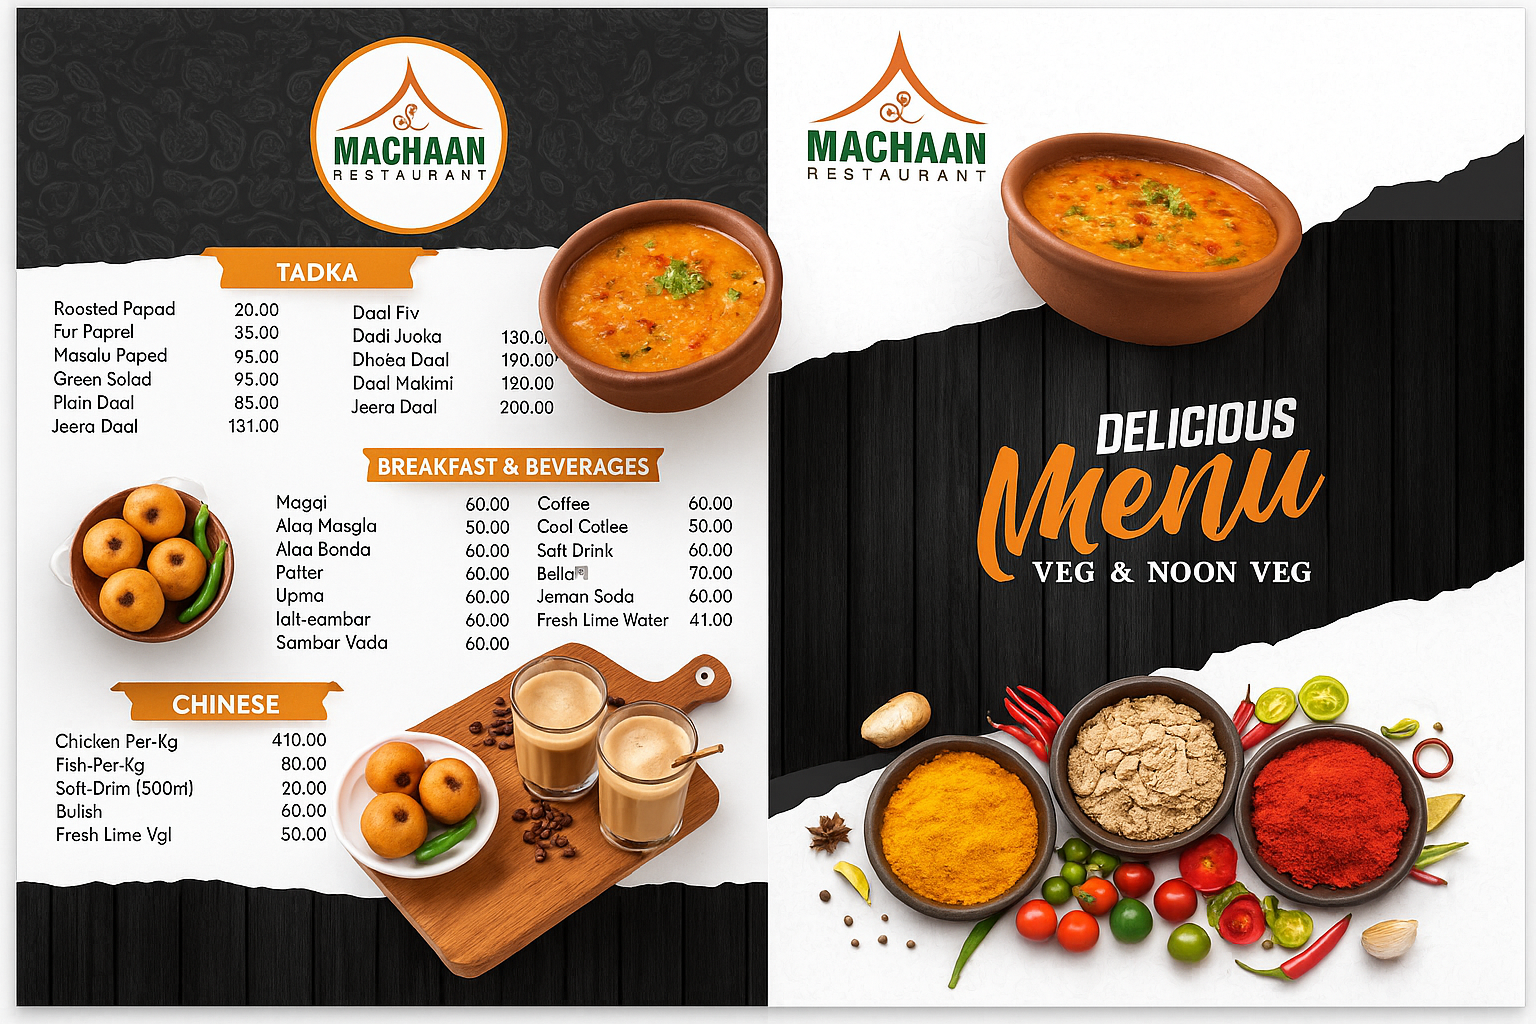 MACHAAN
RESTAURANT
TADKA
Roosted Papad 20.00
Fur Paprel 35.00
Masalu Paped 95.00
Green Solad 95.00
Plain Daal 85.00
Jeera Daal 131.00
Daal Fiv
Dadi Juoka 130.0
Dhoea Daal 190.00
Daal Makimi 120.00
Jeera Daal 200.00
BREAKFAST & BEVERAGES
Magqi 60.00
Alaq Masgla 50.00
Alaa Bonda 60.00
Patter 60.00
Upma 60.00
lalt-eambar 60.00
Sambar Vada 60.00
Coffee 60.00
Cool Cotlee 50.00
Saft Drink 60.00
Bella 70.00
Jeman Soda 60.00
Fresh Lime Water 41.00
CHINESE
Chicken Per-Kg 410.00
Fish-Per-Kg 80.00
Soft-Drim (500ml) 20.00
Bulish 60.00
Fresh Lime Vgl 50.00
MACHAAN
RESTAURANT
DELICIOUS
Menu
VEG & NOON VEG